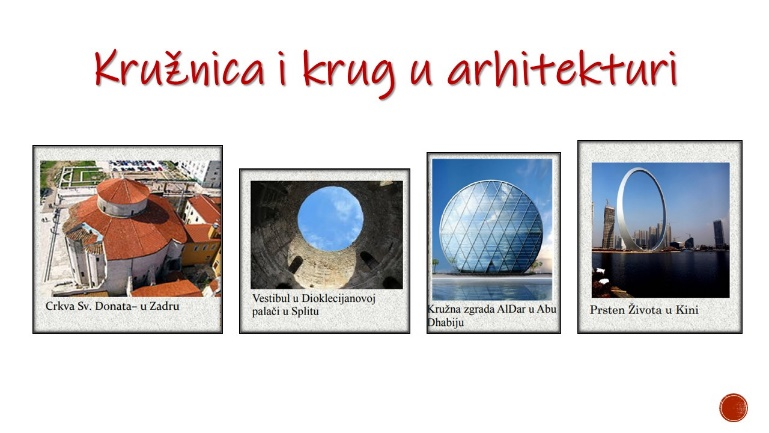 Kružnica i krug u arhitekturi
Crkva Sv. Donata– u Zadru
Vestibul u Dioklecijanovoj
palači u Splitu
Kružna zgrada AlDar u Abu
Dhabiju
Prsten Života u Kini